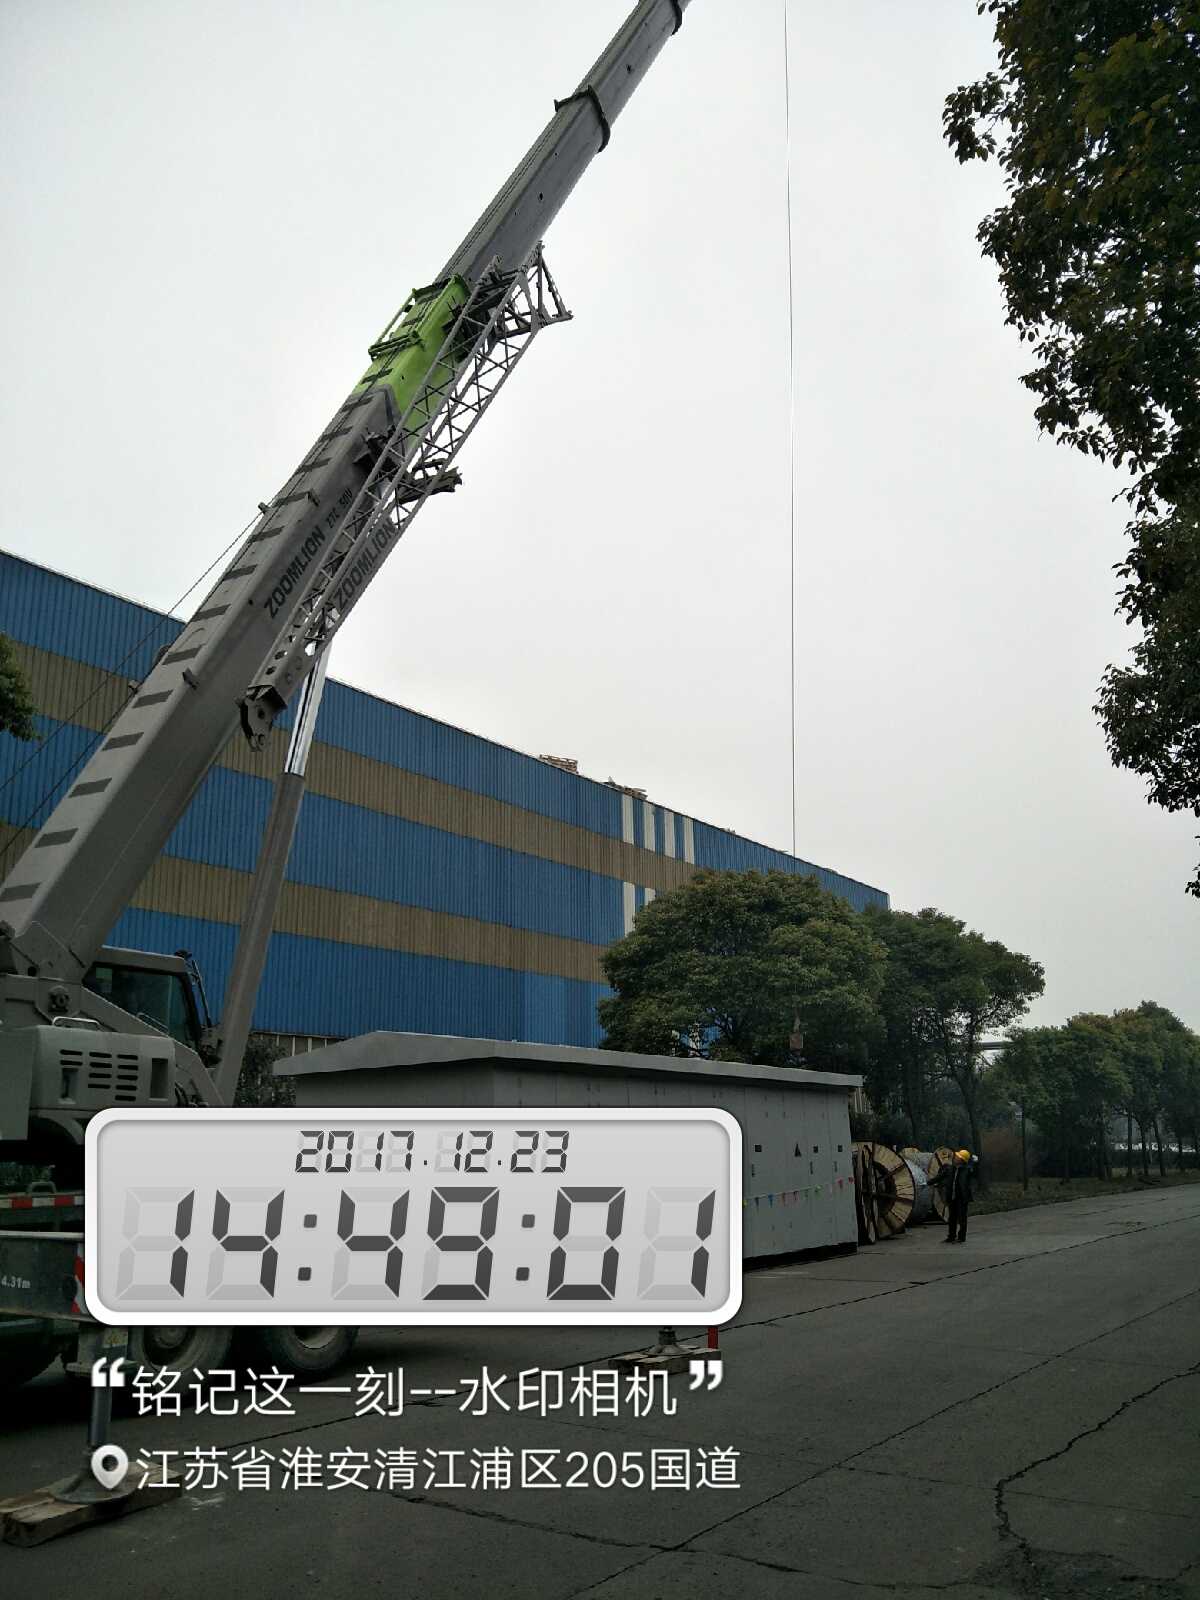 ZOOMLION ZTC 50V
ZOOMLION
2017.12.23
14:49:01
4.31m
“铭记这一刻--水印相机”
江苏省淮安清江浦区205国道